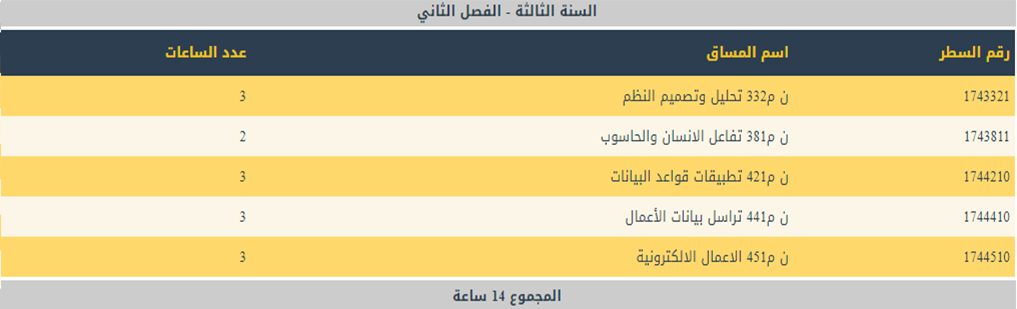 السنة الثالثة - الفصل الثاني
رقم السطر اسم المساق عدد الساعات
1743321 ن م332 تحليل وتصميم النظم 3
1743811 ن م381 تفاعل الانسان والحاسوب 2
1744210 ن م421 تطبيقات قواعد البيانات 3
1744410 ن م441 تراسل بيانات الأعمال 3
1744510 ن م451 الاعمال الالكترونية 3
المجموع 14 ساعة